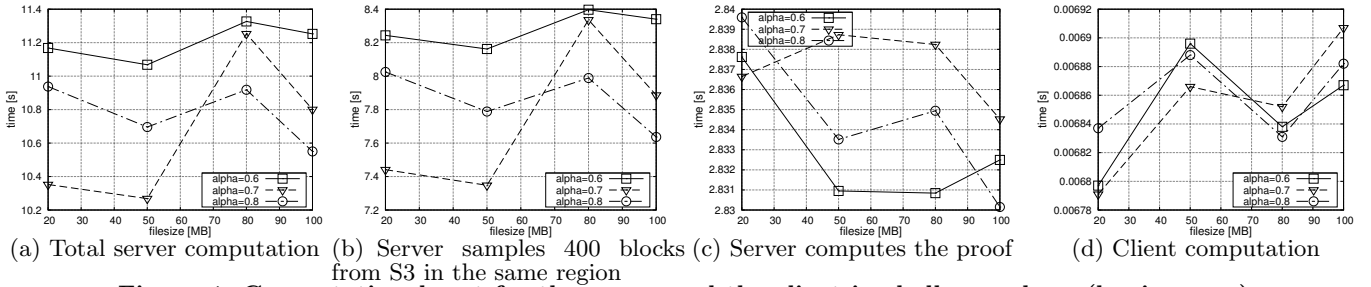 11.4
11.2
11
10.8
10.6
10.4
10.2
time [s]
20 30 40 50 60 70 80 90 100
filesize [MB]
alpha=0.6
alpha=0.7
alpha=0.8
(a) Total server computation
8.4
8.2
8
7.8
7.6
7.4
7.2
time [s]
20 30 40 50 60 70 80 90 100
filesize [MB]
alpha=0.6
alpha=0.7
alpha=0.8
(b) Server samples 400 blocks
from S3 in the same region
2.84
2.839
2.838
2.837
2.836
2.835
2.834
2.833
2.832
2.831
2.83
time [s]
20 30 40 50 60 70 80 90 100
filesize [MB]
alpha=0.6
alpha=0.7
alpha=0.8
(c) Server computes the proof
0.00692
0.0069
0.00688
0.00686
0.00684
0.00682
0.0068
0.00678
time [s]
20 30 40 50 60 70 80 90 100
filesize [MB]
alpha=0.6
alpha=0.7
alpha=0.8
(d) Client computation